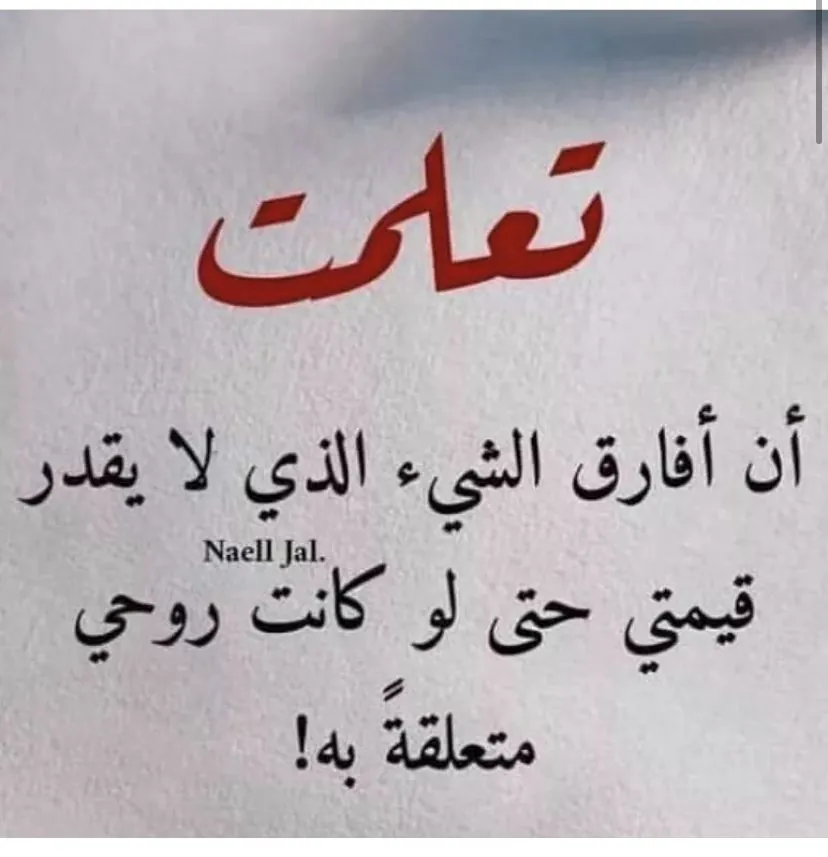 تعلمت
أن أفارق الشيء الذي لا يقدر
Naell Jal.
قيمتي حتى لو كانت روحي
متعلقةً به!